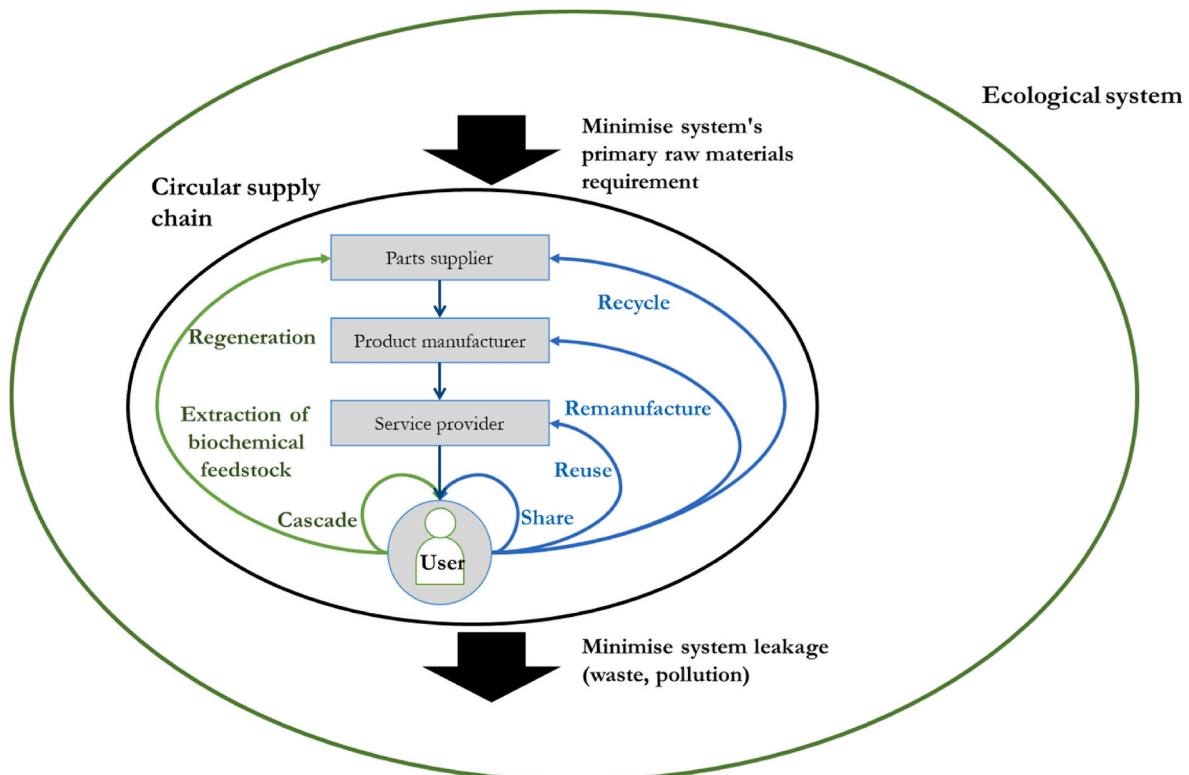 Ecological system
Minimise system's
primary raw materials
requirement
Circular supply
chain
Parts supplier
Recycle
Regeneration
Product manufacturer
Remanufacture
Extraction of
biochemical
feedstock
Service provider
Reuse
Cascade
Share
User
Minimise system leakage
(waste, pollution)